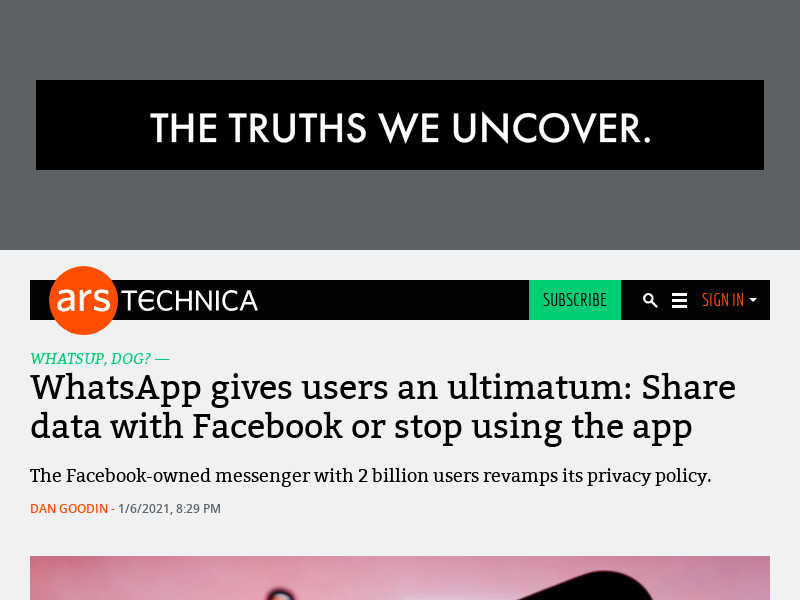 THE TRUTHS WE UNCOVER.
ars TECHNICA SUBSCRIBE SIGN IN
WHATSUP, DOG? —
WhatsApp gives users an ultimatum: Share
data with Facebook or stop using the app
The Facebook-owned messenger with 2 billion users revamps its privacy policy.
DAN GOODIN - 1/6/2021, 8:29 PM